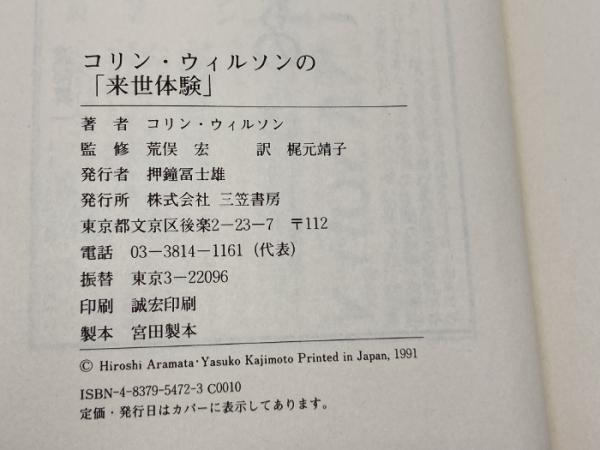 コリン・ウィルソンの
「来世体験」
著 者 コリン・ウィルソン
監 修 荒俣 宏 訳 梶元靖子
発行者 押鐘冨士雄
発行所 株式会社 三笠書房
東京都文京区後楽2-23-7 〒112
電話 03-3814-1161（代表）
振替 東京3-22096
印刷 誠宏印刷
製本 宮田製本
© Hiroshi Aramata・Yasuko Kajimoto Printed in Japan, 1991
ISBN-4-8379-5472-3 C0010
定価・発行日はカバーに表示してあります。